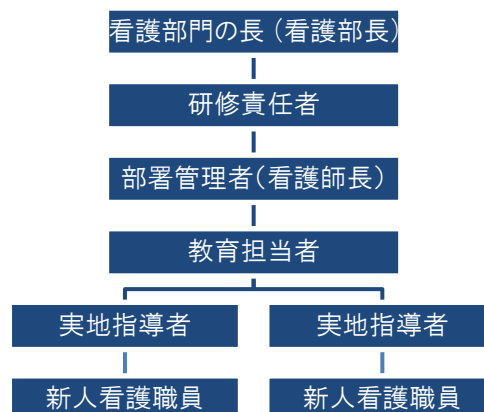 看護部門の長（看護部長）
研修責任者
部署管理者（看護師長）
教育担当者
実地指導者
実地指導者
新人看護職員
新人看護職員